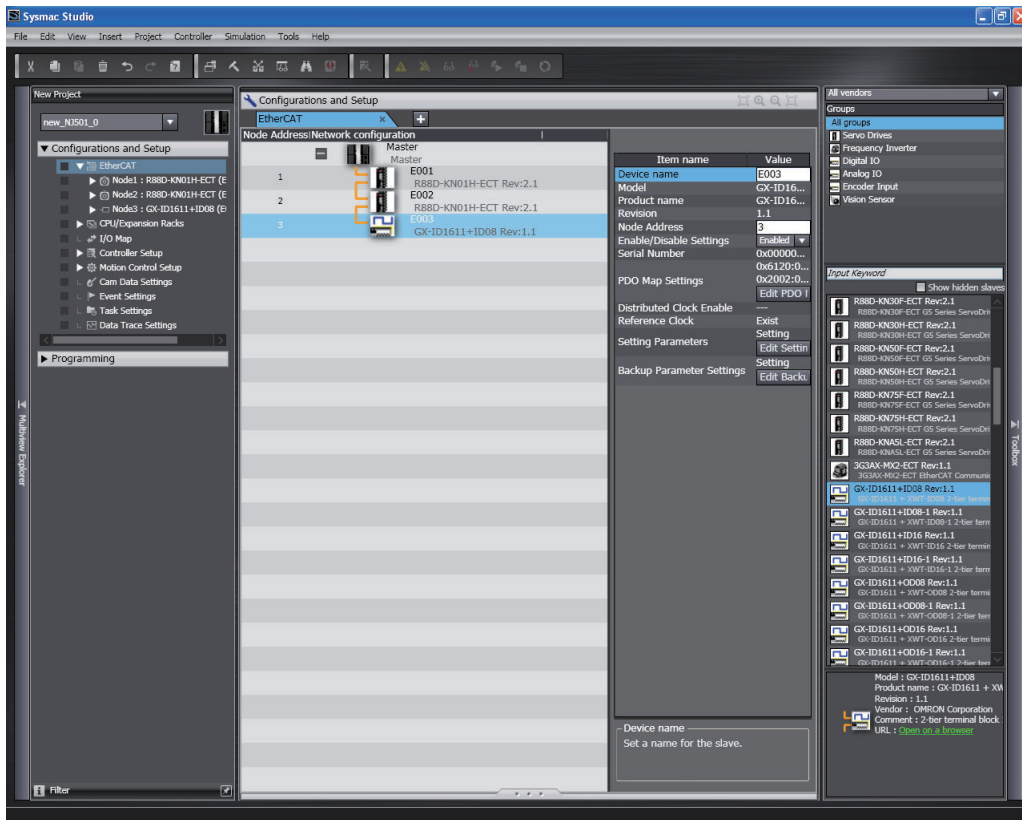 Sysmac Studio
File Edit View Insert Project Controller Simulation Tools Help
New Project
new_NJ501_0
Configurations and Setup
EtherCAT
Node1 : R88D-KN01H-ECT (E
Node2 : R88D-KN01H-ECT (E
Node3 : GX-ID1611+ID08 (E
CPU/Expansion Racks
I/O Map
Controller Setup
Motion Control Setup
Cam Data Settings
Event Settings
Task Settings
Data Trace Settings
Programming
Filter
Multiview Explorer
Configurations and Setup
EtherCAT
Node Address Network configuration
Master
Master
1
E001
R88D-KN01H-ECT Rev:2.1
2
E002
R88D-KN01H-ECT Rev:2.1
3
E003
GX-ID1611+ID08 Rev:1.1
Item name Value
Device name E003
Model GX-ID16...
Product name GX-ID16...
Revision 1.1
Node Address 3
Enable/Disable Settings Enabled
Serial Number 0x00000...
PDO Map Settings
0x6120:0...
0x2002:0...
Edit PDO
Distributed Clock Enable ---
Reference Clock Exist
Setting Parameters
Setting
Edit Settin
Backup Parameter Settings
Setting
Edit Backu
Device name
Set a name for the slave.
All vendors
Groups
All groups
Servo Drives
Frequency Inverter
Digital IO
Analog IO
Encoder Input
Vision Sensor
Input Keyword
Show hidden slaves
R88D-KN30F-ECT Rev:2.1
R88D-KN30F-ECT G5 Series ServoDri
R88D-KN30H-ECT Rev:2.1
R88D-KN30H-ECT G5 Series ServoDri
R88D-KN50F-ECT Rev:2.1
R88D-KN50F-ECT G5 Series ServoDri
R88D-KN50H-ECT Rev:2.1
R88D-KN50H-ECT G5 Series ServoDri
R88D-KN75F-ECT Rev:2.1
R88D-KN75F-ECT G5 Series ServoDri
R88D-KN75H-ECT Rev:2.1
R88D-KN75H-ECT G5 Series ServoDri
R88D-KNA5L-ECT Rev:2.1
R88D-KNA5L-ECT G5 Series ServoDri
3G3AX-MX2-ECT Rev:1.1
3G3AX-MX2-ECT EtherCAT Communic
GX-ID1611+ID08 Rev:1.1
GX-ID1611 + XWT-ID08 2-tier termin
GX-ID1611+ID08-1 Rev:1.1
GX-ID1611 + XWT-ID08-1 2-tier term
GX-ID1611+ID16 Rev:1.1
GX-ID1611 + XWT-ID16 2-tier termin
GX-ID1611+ID16-1 Rev:1.1
GX-ID1611 + XWT-ID16-1 2-tier term
GX-ID1611+OD08 Rev:1.1
GX-ID1611 + XWT-OD08 2-tier termi
GX-ID1611+OD08-1 Rev:1.1
GX-ID1611 + XWT-OD08-1 2-tier terr
GX-ID1611+OD16 Rev:1.1
GX-ID1611 + XWT-OD16 2-tier termi
GX-ID1611+OD16-1 Rev:1.1
GX-ID1611 + XWT-OD16-1 2-tier terr
Model : GX-ID1611+ID08
Product name : GX-ID1611 + XW
Revision : 1.1
Vendor : OMRON Corporation
Comment : 2-tier terminal block
URL : Open on a browser
Toolbox